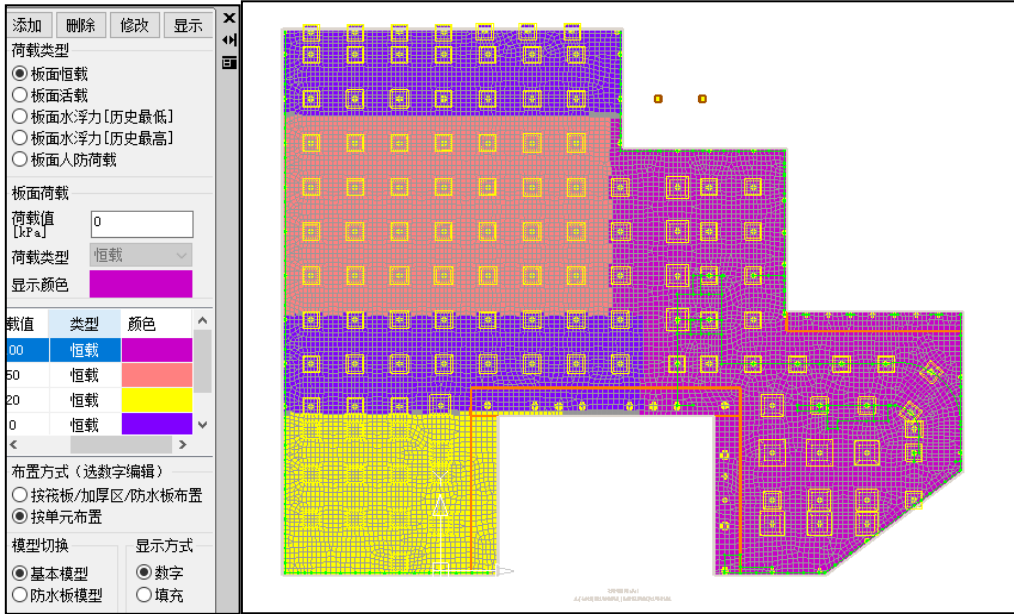 添加 删除 修改 显示
荷载类型
板面恒载
板面活载
板面水浮力[历史最低]
板面水浮力[历史最高]
板面人防荷载
板面荷载
荷载值 0
[kPa]
荷载类型 恒载
显示颜色
载值 类型 颜色
00 恒载
50 恒载
20 恒载
0 恒载
布置方式（选数字编辑）
按筏板/加厚区/防水板布置
按单元布置
模型切换 显示方式
基本模型 数字
防水板模型 填充